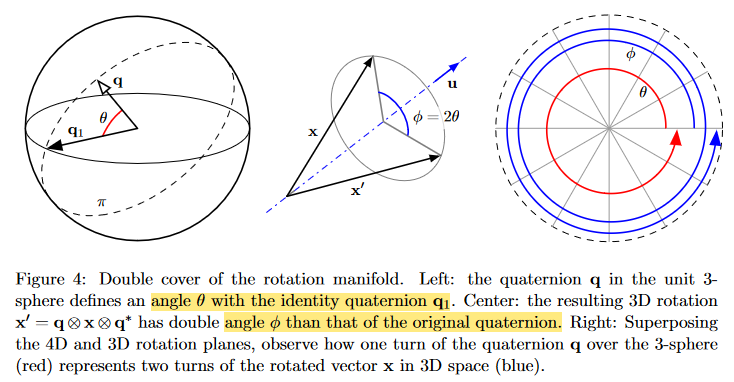 q
θ
q₁
π
x
u
ϕ = 2θ
x′
ϕ
θ
Figure 4: Double cover of the rotation manifold. Left: the quaternion q in the unit 3-
sphere defines an angle θ with the identity quaternion q₁. Center: the resulting 3D rotation
x′ = q ⊗ x ⊗ q* has double angle ϕ than that of the original quaternion. Right: Superposing
the 4D and 3D rotation planes, observe how one turn of the quaternion q over the 3-sphere
(red) represents two turns of the rotated vector x in 3D space (blue).